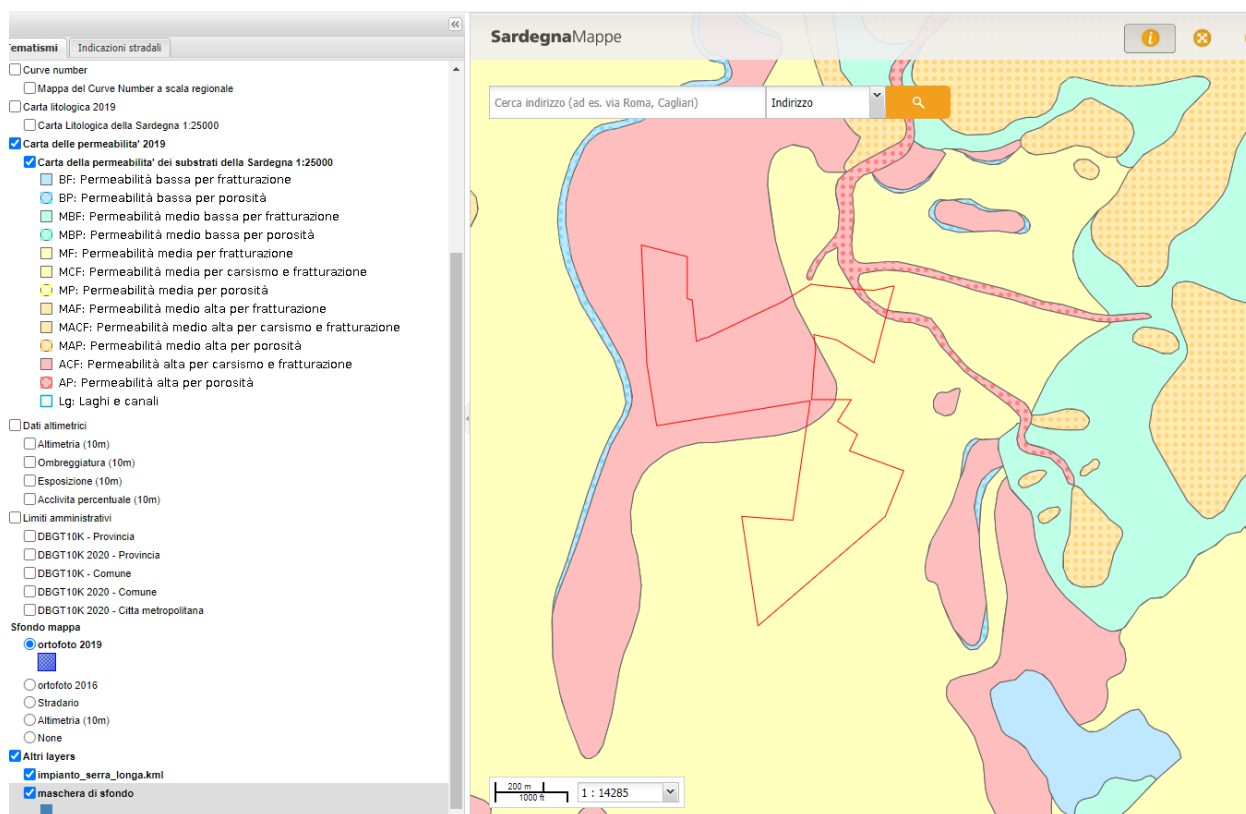 ematismi
Indicazioni stradali
Curve number
Mappa del Curve Number a scala regionale
Carta litologica 2019
Carta Litologica della Sardegna 1:25000
Carta delle permeabilita' 2019
Carta della permeabilita' dei substrati della Sardegna 1:25000
BF: Permeabilità bassa per fratturazione
BP: Permeabilità bassa per porosità
MBF: Permeabilità medio bassa per fratturazione
MBP: Permeabilità medio bassa per porosità
MF: Permeabilità media per fratturazione
MCF: Permeabilità media per carsismo e fratturazione
MP: Permeabilità media per porosità
MAF: Permeabilità medio alta per fratturazione
MACF: Permeabilità medio alta per carsismo e fratturazione
MAP: Permeabilità medio alta per porosità
ACF: Permeabilità alta per carsismo e fratturazione
AP: Permeabilità alta per porosità
Lg: Laghi e canali
Dati altimetrici
Altimetria (10m)
Ombreggiatura (10m)
Esposizione (10m)
Acclivita percentuale (10m)
Limiti amministrativi
DBGT10K - Provincia
DBGT10K 2020 - Provincia
DBGT10K - Comune
DBGT10K 2020 - Comune
DBGT10K 2020 - Citta metropolitana
Sfondo mappa
ortofoto 2019
ortofoto 2016
Stradario
Altimetria (10m)
None
Altri layers
impianto_serra_longa.kml
maschera di sfondo
SardegnaMappe
Cerca indirizzo (ad es. via Roma, Cagliari)
Indirizzo
200 m
1000 ft
1 : 14285